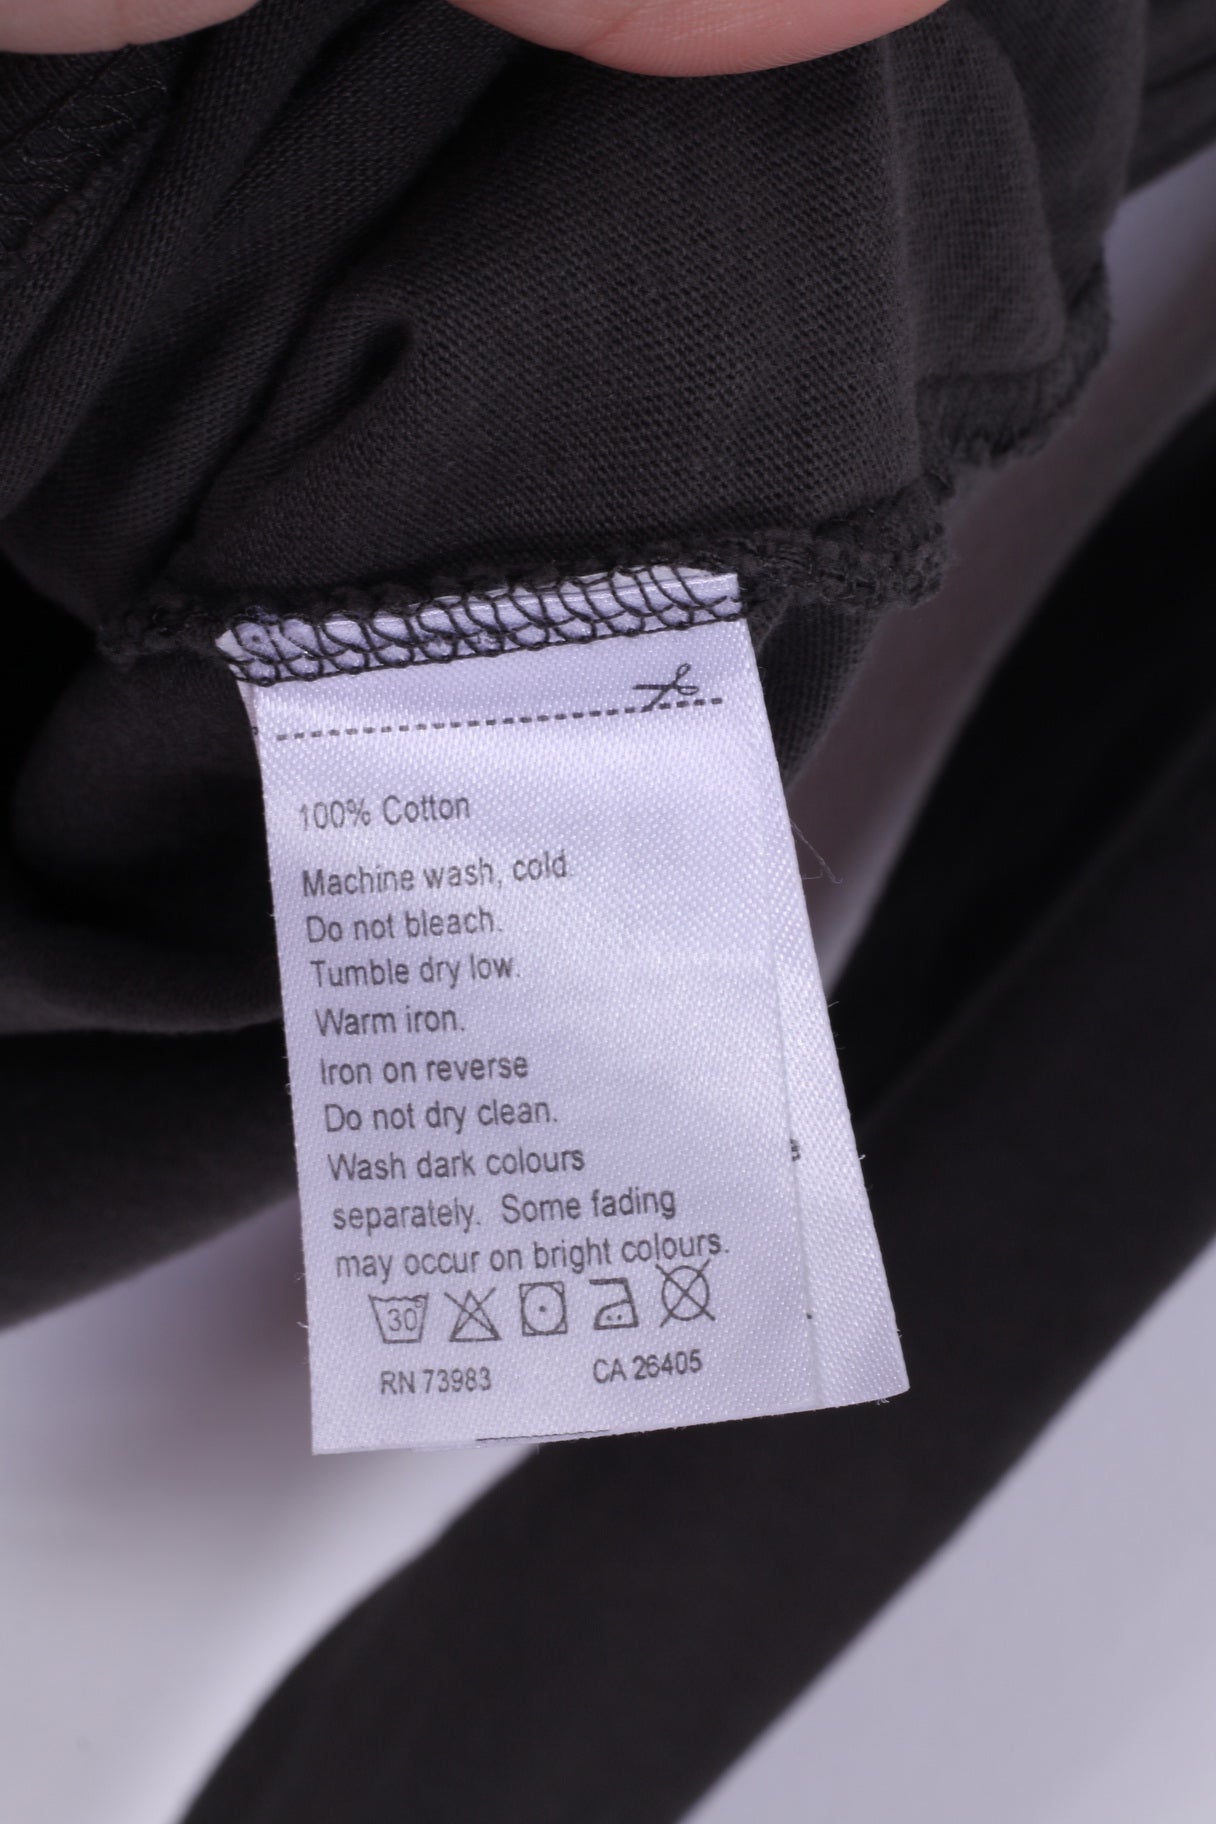 100% Cotton
Machine wash, cold.
Do not bleach.
Tumble dry low.
Warm iron.
Iron on reverse
Do not dry clean.
Wash dark colours
separately. Some fading
may occur on bright colours.
30°
RN 73983 CA 26405